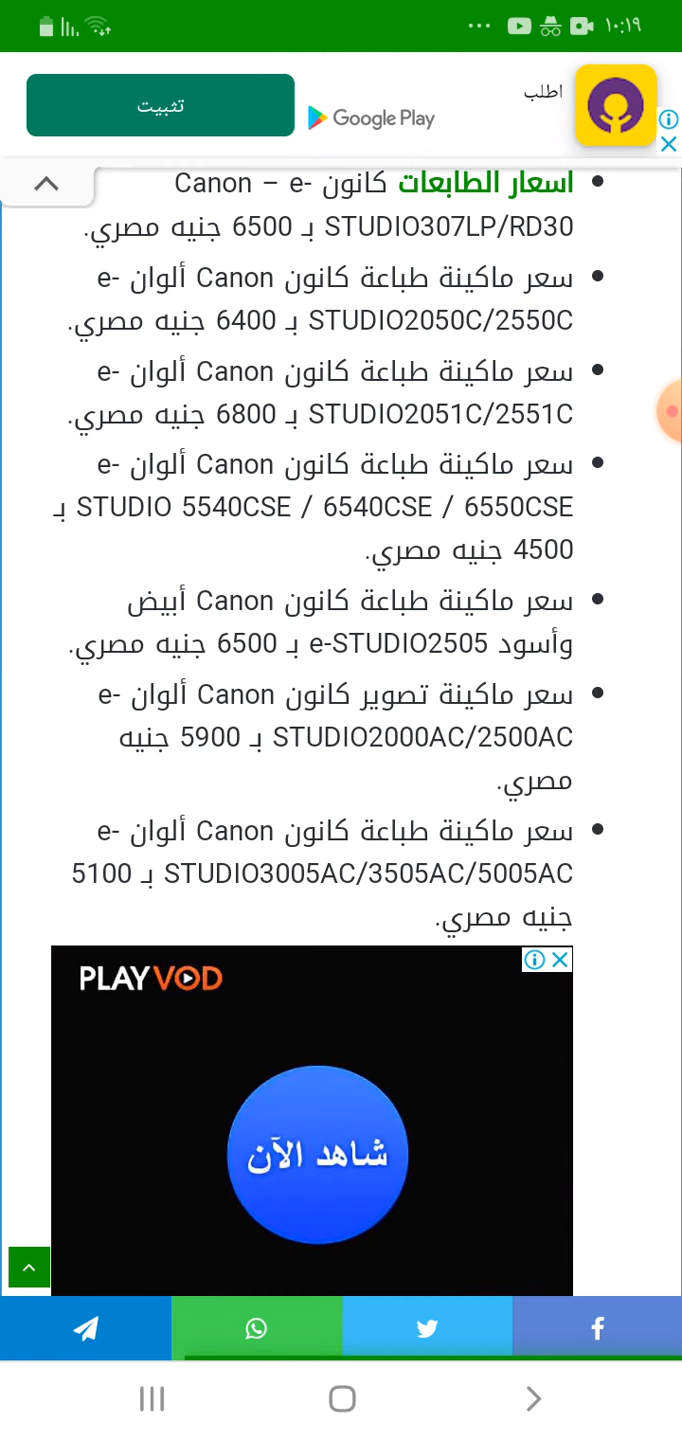 ١٠:١٩
اطلب
Google Play
تثبيت
اسعار الطابعات كانون Canon – e-
STUDIO307LP/RD30 بـ 6500 جنيه مصري.
سعر ماكينة طباعة كانون Canon ألوان e-
STUDIO2050C/2550C بـ 6400 جنيه مصري.
سعر ماكينة طباعة كانون Canon ألوان e-
STUDIO2051C/2551C بـ 6800 جنيه مصري.
سعر ماكينة طباعة كانون Canon ألوان e-
STUDIO 5540CSE / 6540CSE / 6550CSE بـ
4500 جنيه مصري.
سعر ماكينة طباعة كانون Canon أبيض
وأسود e-STUDIO2505 بـ 6500 جنيه مصري.
سعر ماكينة تصوير كانون Canon ألوان e-
STUDIO2000AC/2500AC بـ 5900 جنيه
مصري.
سعر ماكينة طباعة كانون Canon ألوان e-
STUDIO3005AC/3505AC/5005AC بـ 5100
جنيه مصري.
PLAYVOD
شاهد الآن